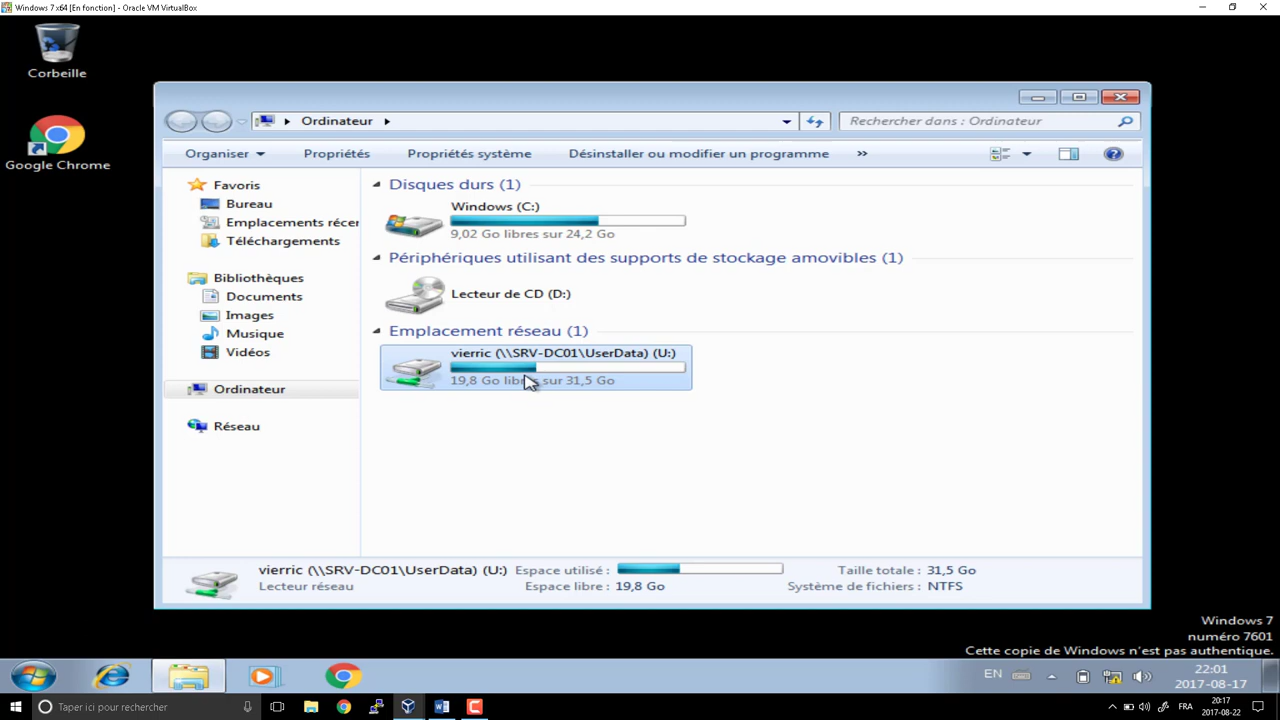 Windows 7 x64 [En fonction] - Oracle VM VirtualBox
Corbeille
Google Chrome
Ordinateur
Rechercher dans : Ordinateur
Organiser
Propriétés
Propriétés système
Désinstaller ou modifier un programme
»
Favoris
Bureau
Emplacements récer
Téléchargements
Bibliothèques
Documents
Images
Musique
Vidéos
Ordinateur
Réseau
Disques durs (1)
Windows (C:)
9,02 Go libres sur 24,2 Go
Périphériques utilisant des supports de stockage amovibles (1)
Lecteur de CD (D:)
Emplacement réseau (1)
vierric (\\SRV-DC01\UserData) (U:)
19,8 Go libres sur 31,5 Go
vierric (\\SRV-DC01\UserData) (U:) Espace utilisé : Taille totale : 31,5 Go
Lecteur réseau Espace libre : 19,8 Go Système de fichiers : NTFS
Windows 7
numéro 7601
Cette copie de Windows n'est pas authentique.
EN
22:01
2017-08-17
Taper ici pour rechercher
FRA
20:17
2017-08-22